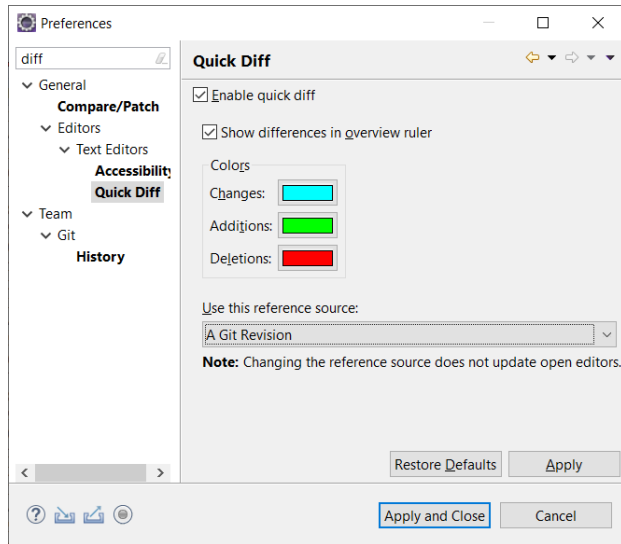 Preferences
diff
General
Compare/Patch
Editors
Text Editors
Accessibility
Quick Diff
Team
Git
History
Quick Diff
Enable quick diff
Show differences in overview ruler
Colors
Changes:
Additions:
Deletions:
Use this reference source:
A Git Revision
Note: Changing the reference source does not update open editors.
Restore Defaults
Apply
Apply and Close
Cancel